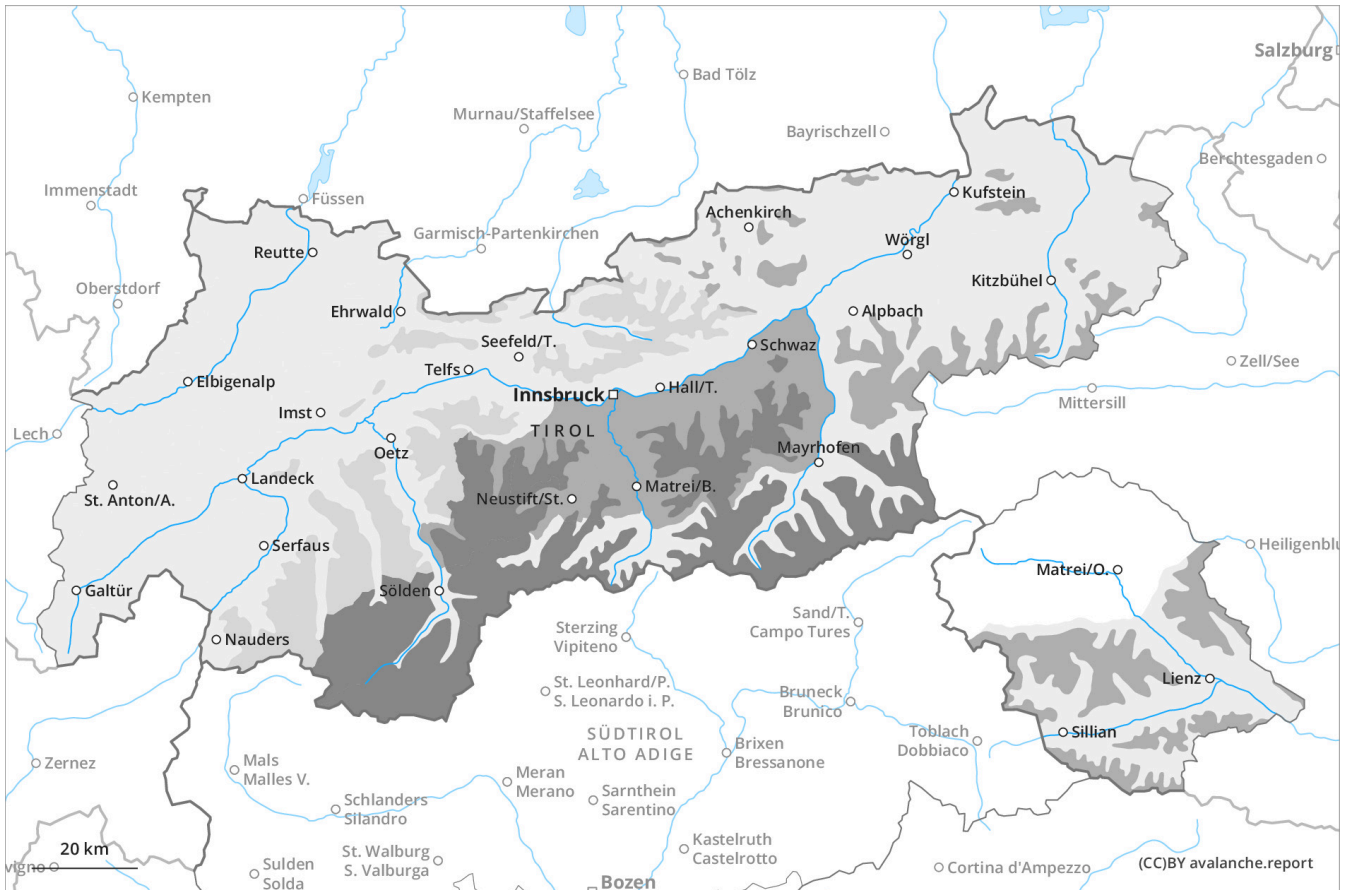 Salzburg
Bad Tölz
Kempten
Murnau/Staffelsee
Bayrischzell
Berchtesgaden
Immenstadt
Füssen
Kufstein
Achenkirch
Garmisch-Partenkirchen
Reutte
Wörgl
Kitzbühel
Oberstdorf
Ehrwald
Alpbach
Seefeld/T.
Schwaz
Zell/See
Telfs
Elbigenalp
Innsbruck
Hall/T.
Mittersill
Imst
TIROL
Lech
Oetz
Mayrhofen
Landeck
Matrei/B.
St. Anton/A.
Neustift/St.
Serfaus
Heiligenblu
Matrei/O.
Galtür
Sölden
Sand/T.
Campo Tures
Sterzing
Vipiteno
Nauders
Lienz
St. Leonhard/P.
S. Leonardo i. P.
Bruneck
Brunico
SÜDTIROL
ALTO ADIGE
Toblach
Dobbiaco
Sillian
Brixen
Bressanone
Zernez
Mals
Malles V.
Meran
Merano
Sarnthein
Sarentino
Schlanders
Silandro
Kastelruth
Castelrotto
20 km
St. Walburg
S. Valburga
vigno
Sulden
Solda
Cortina d'Ampezzo
(CC)BY avalanche.report
Bozen